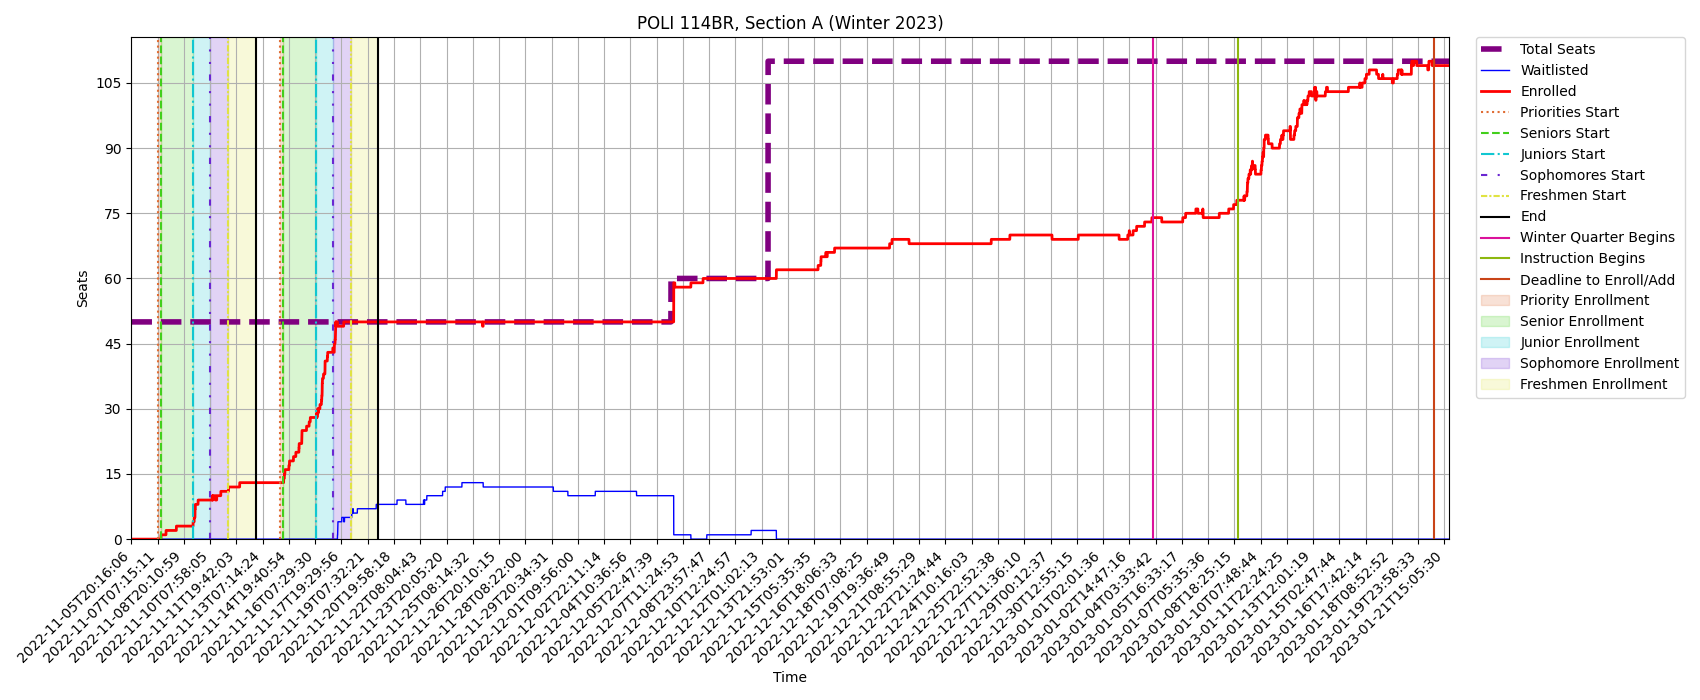 POLI 114BR, Section A (Winter 2023)
Seats
105
90
75
60
45
30
15
0
2022-11-05T20:16:06
2022-11-07T07:15:11
2022-11-08T20:10:59
2022-11-10T07:58:05
2022-11-11T19:42:03
2022-11-13T07:14:24
2022-11-14T19:40:54
2022-11-16T07:29:30
2022-11-17T19:29:56
2022-11-19T07:32:21
2022-11-20T19:58:18
2022-11-22T08:04:43
2022-11-23T20:05:20
2022-11-25T08:14:32
2022-11-26T20:10:15
2022-11-28T08:22:00
2022-11-29T20:34:31
2022-12-01T09:56:00
2022-12-02T22:11:14
2022-12-04T10:36:56
2022-12-05T22:47:39
2022-12-07T11:24:53
2022-12-08T23:57:47
2022-12-10T12:24:57
2022-12-12T01:02:13
2022-12-13T21:53:01
2022-12-15T05:35:35
2022-12-16T18:06:33
2022-12-18T07:08:25
2022-12-19T19:36:49
2022-12-21T08:55:29
2022-12-22T21:24:44
2022-12-24T10:16:03
2022-12-25T22:52:38
2022-12-27T11:36:10
2022-12-29T00:12:37
2022-12-30T12:55:15
2023-01-01T02:01:36
2023-01-02T14:47:16
2023-01-04T03:33:42
2023-01-05T16:33:17
2023-01-07T05:35:36
2023-01-08T18:25:15
2023-01-10T07:48:44
2023-01-11T22:24:25
2023-01-13T12:01:19
2023-01-15T02:47:44
2023-01-16T17:42:14
2023-01-18T08:52:52
2023-01-19T23:58:33
2023-01-21T15:05:30
Time
Total Seats
Waitlisted
Enrolled
Priorities Start
Seniors Start
Juniors Start
Sophomores Start
Freshmen Start
End
Winter Quarter Begins
Instruction Begins
Deadline to Enroll/Add
Priority Enrollment
Senior Enrollment
Junior Enrollment
Sophomore Enrollment
Freshmen Enrollment